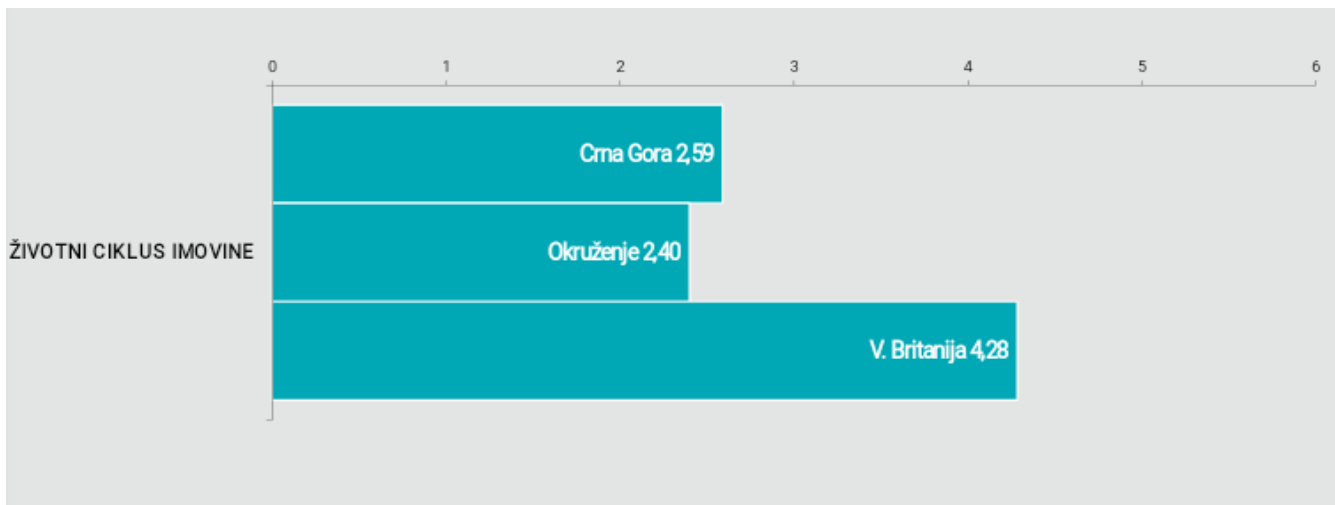 0 1 2 3 4 5 6
Crna Gora 2,59
ŽIVOTNI CIKLUS IMOVINE
Okruženje 2,40
V. Britanija 4,28